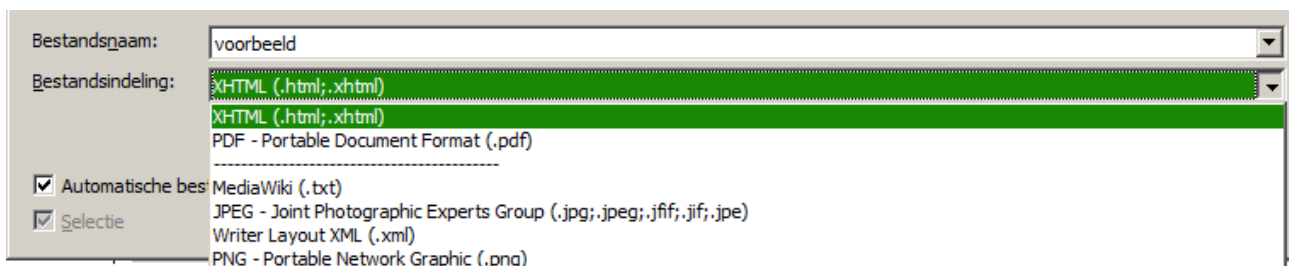 Bestandsnaam: voorbeeld
Bestandsindeling: XHTML (.html;.xhtml)
XHTML (.html;.xhtml)
PDF - Portable Document Format (.pdf)
------------------------------------------
Automatische bes MediaWiki (.txt)
JPEG - Joint Photographic Experts Group (.jpg;.jpeg;.jfif;.jif;.jpe)
Selectie
Writer Layout XML (.xml)
PNG - Portable Network Graphic (.png)